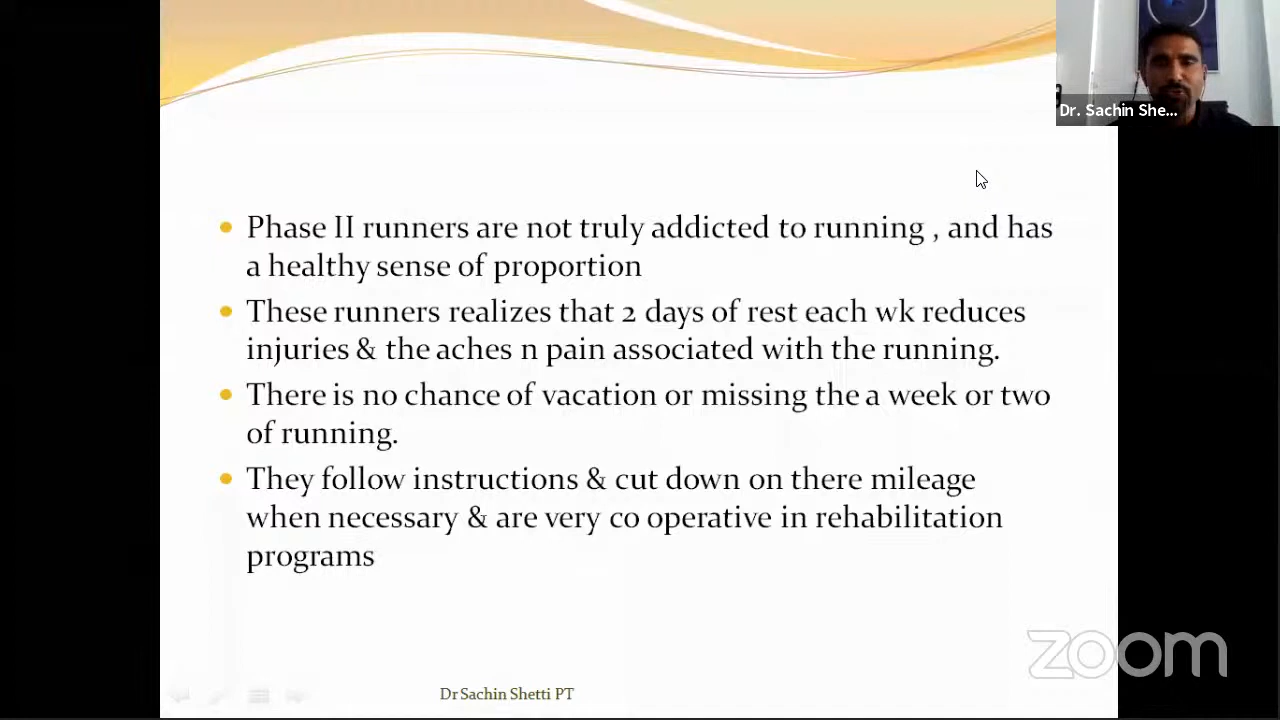 Dr. Sachin She...
Phase II runners are not truly addicted to running , and has
a healthy sense of proportion
These runners realizes that 2 days of rest each wk reduces
injuries & the aches n pain associated with the running.
There is no chance of vacation or missing the a week or two
of running.
They follow instructions & cut down on there mileage
when necessary & are very co operative in rehabilitation
programs
zoom
Dr Sachin Shetti PT